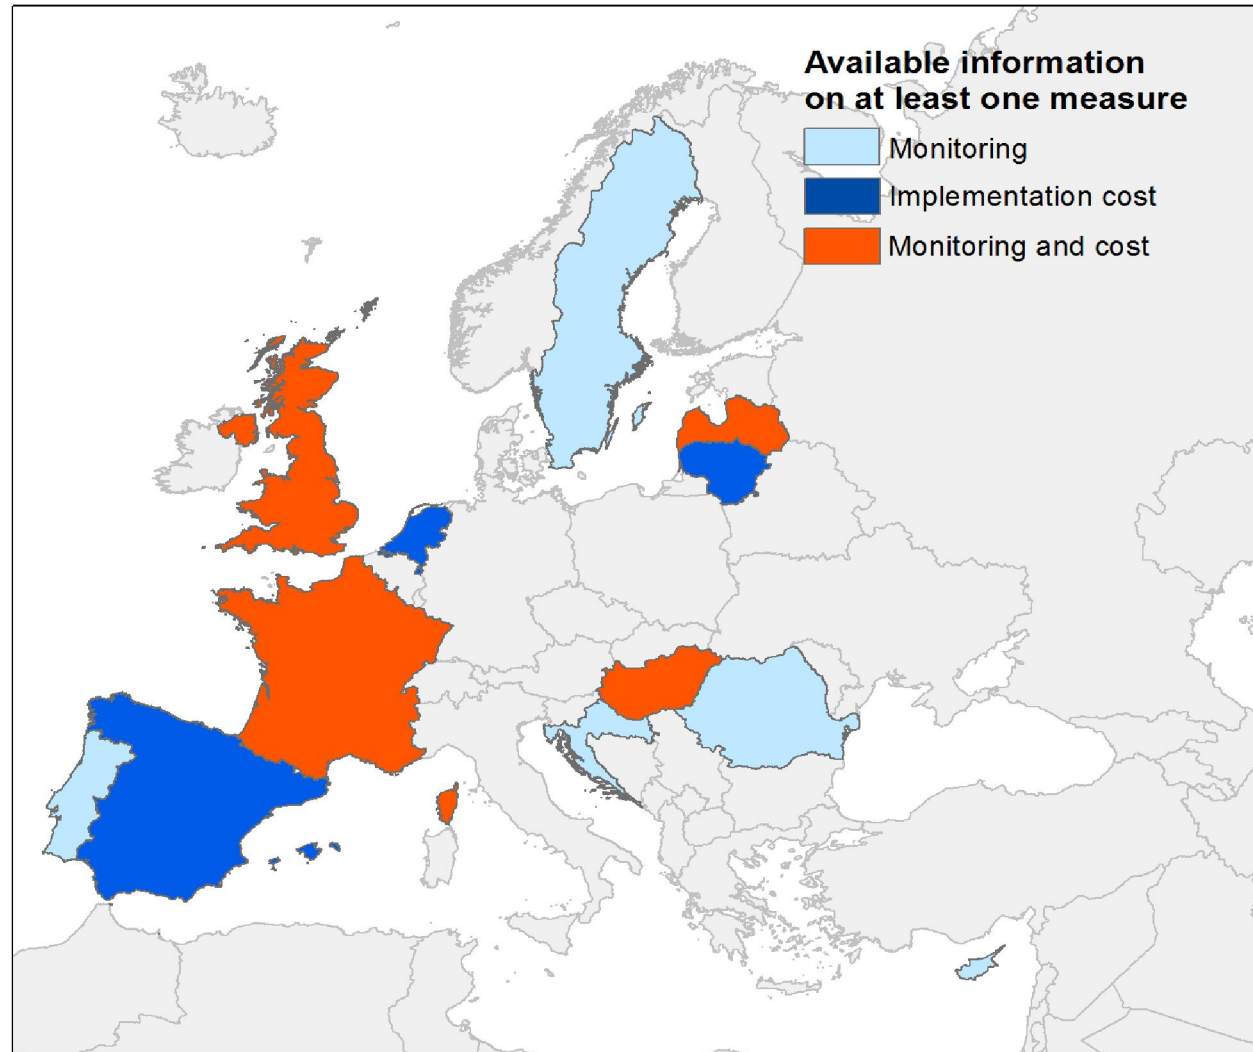 Available information
on at least one measure
Monitoring
Implementation cost
Monitoring and cost